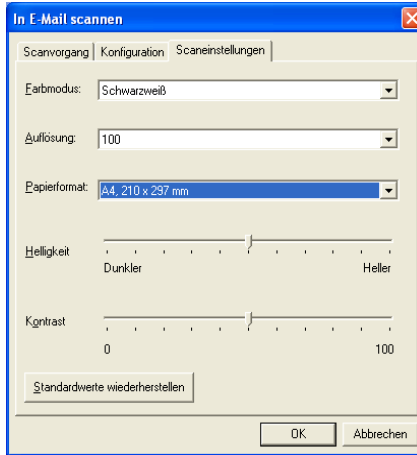 In E-Mail scannen
Scanvorgang Konfiguration Scaneinstellungen
Farbmodus: Schwarzweiß
Auflösung: 100
Papierformat: A4, 210 x 297 mm
Helligkeit
Dunkler Heller
Kontrast
0 100
Standardwerte wiederherstellen
OK Abbrechen